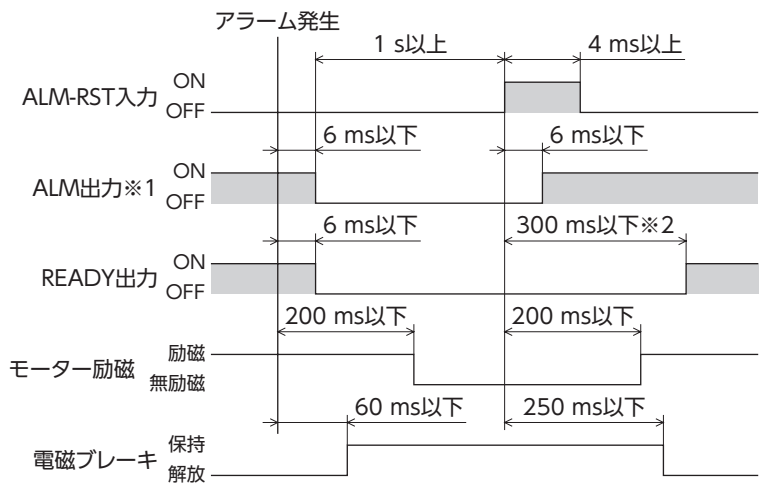 アラーム発生
1 s以上
4 ms以上
ALM-RST入力
ON
OFF
6 ms以下
6 ms以下
ALM出力※1
ON
OFF
6 ms以下
300 ms以下※2
READY出力
ON
OFF
200 ms以下
200 ms以下
モーター励磁
励磁
無励磁
60 ms以下
250 ms以下
電磁ブレーキ
保持
解放